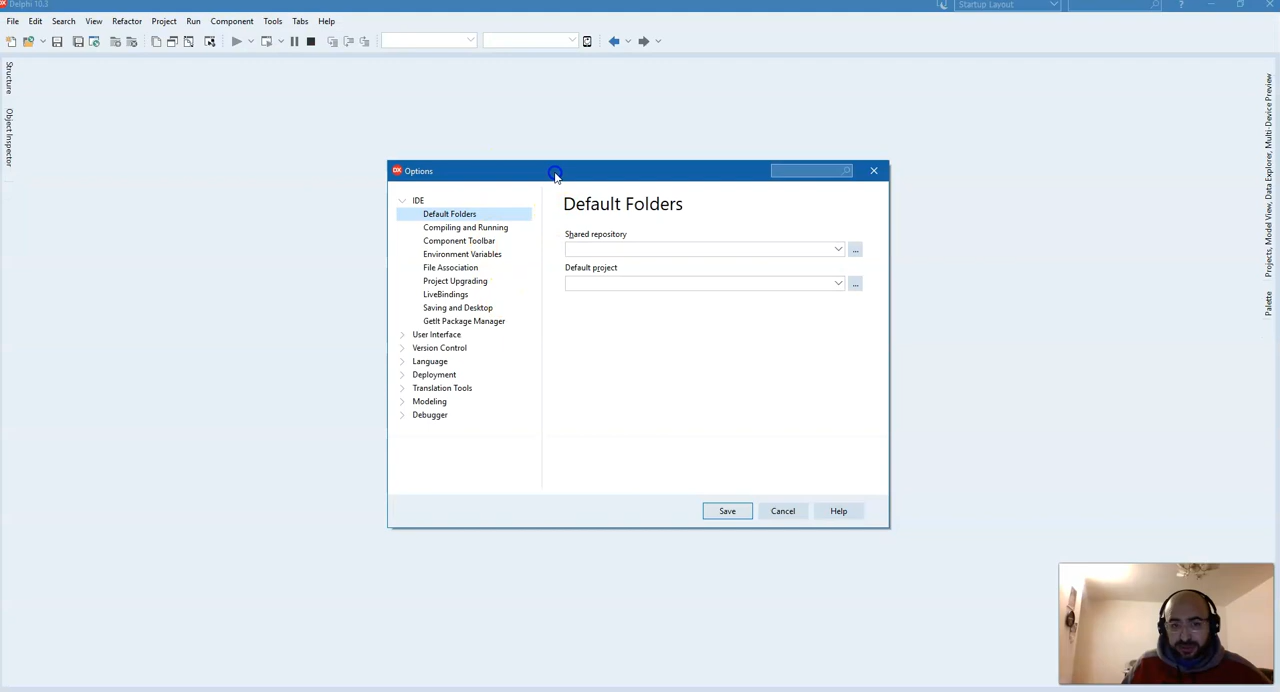 DX Delphi 10.3
Startup Layout
?
File Edit Search View Refactor Project Run Component Tools Tabs Help
Structure
Object Inspector
Projects, Model View, Data Explorer, Multi-Device Preview
Palette
DX Options
IDE
Default Folders
Compiling and Running
Component Toolbar
Environment Variables
File Association
Project Upgrading
LiveBindings
Saving and Desktop
GetIt Package Manager
User Interface
Version Control
Language
Deployment
Translation Tools
Modeling
Debugger
Default Folders
Shared repository
...
Default project
...
Save Cancel Help